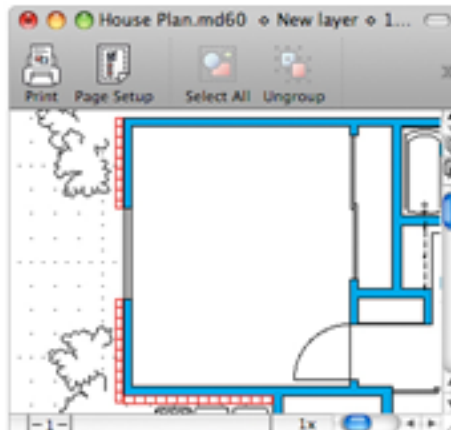 House Plan.md60 ⋄ New layer ⋄ 1...
Print Page Setup Select All Ungroup
-1- 1x